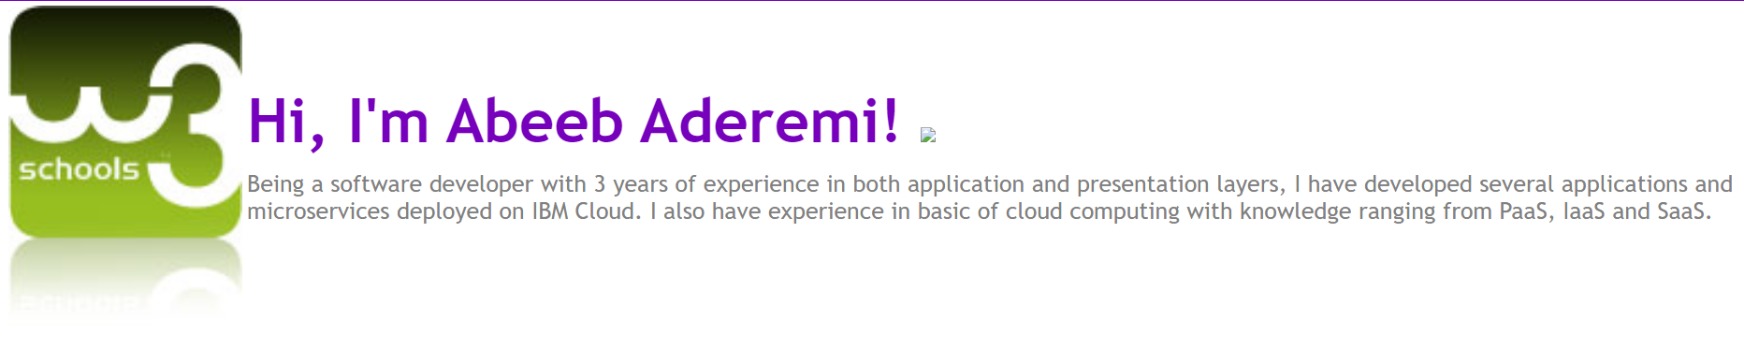 w3
schools
Hi, I'm Abeeb Aderemi!
Being a software developer with 3 years of experience in both application and presentation layers, I have developed several applications and
microservices deployed on IBM Cloud. I also have experience in basic of cloud computing with knowledge ranging from PaaS, IaaS and SaaS.